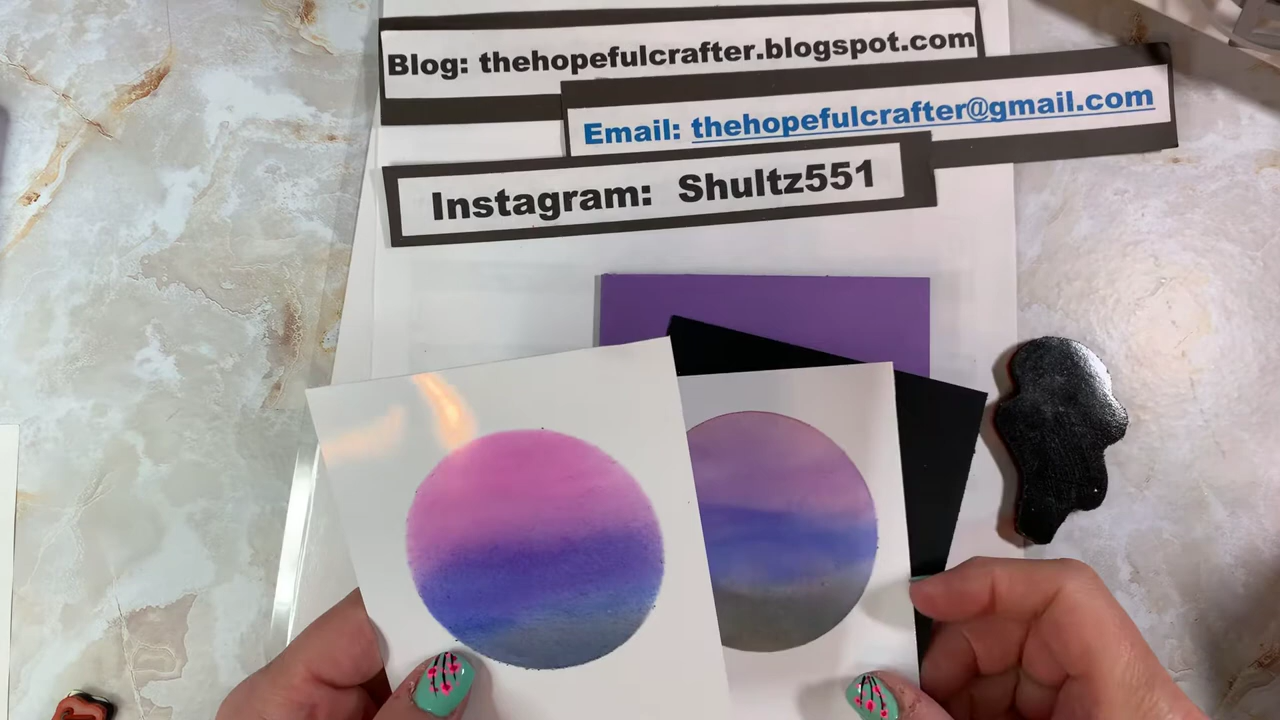 Blog: thehopefulcrafter.blogspot.com
Email: thehopefulcrafter@gmail.com
Instagram: Shultz551